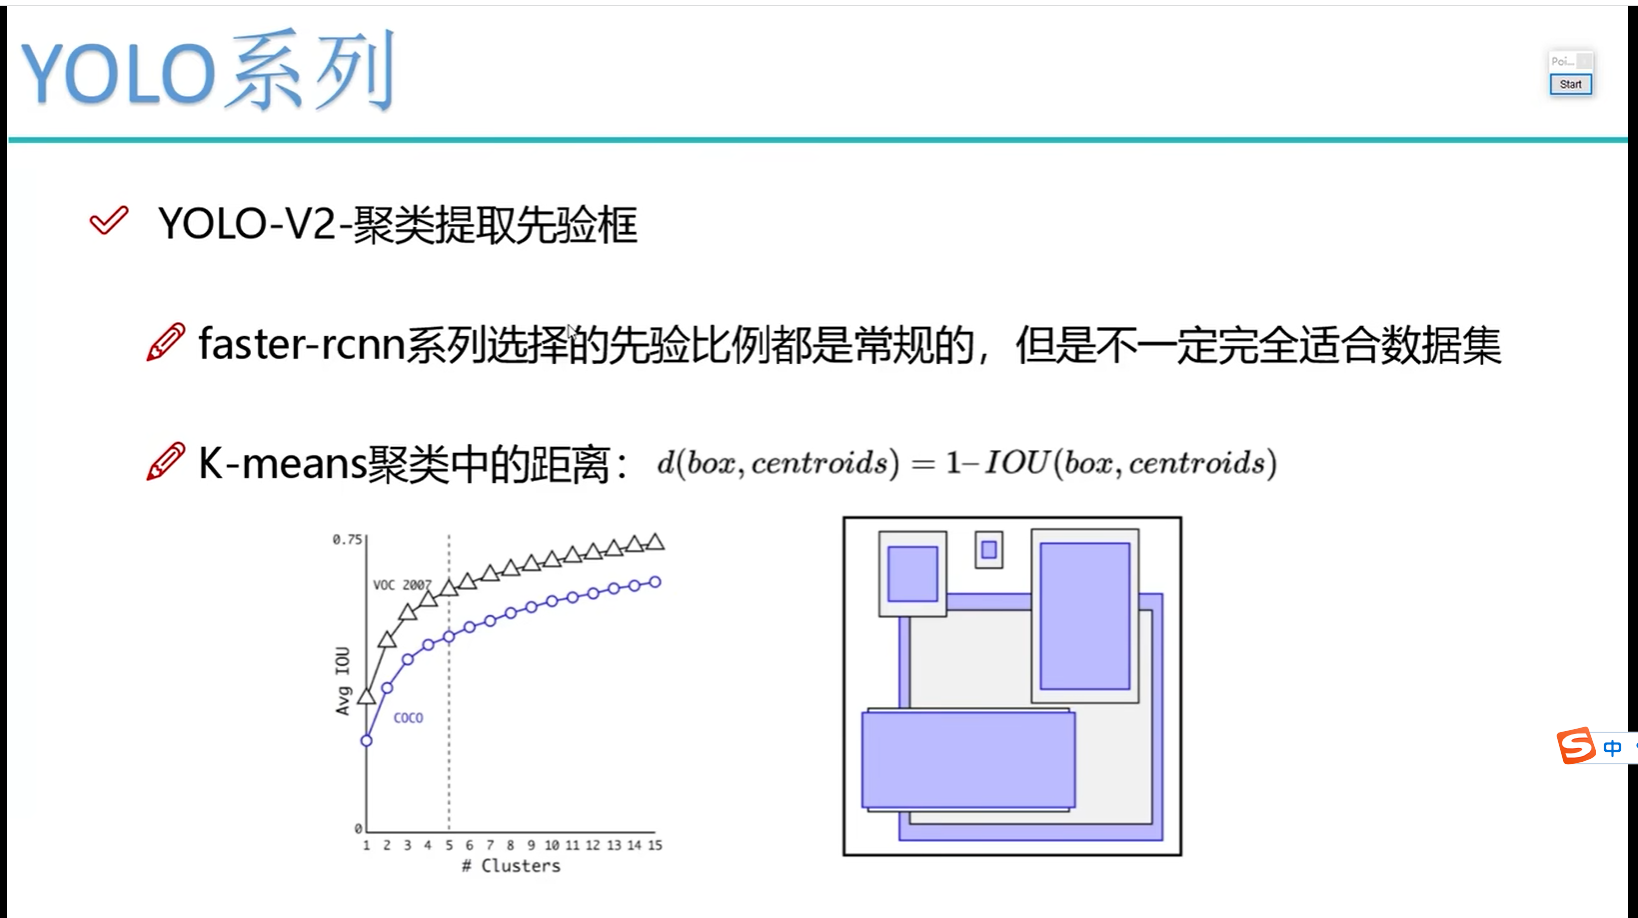 YOLO系列
Poi...
Start
YOLO-V2-聚类提取先验框
faster-rcnn系列选择的先验比例都是常规的，但是不一定完全适合数据集
K-means聚类中的距离： d(box, centroids) = 1– IOU(box, centroids)
0.75
VOC 2007
Avg IOU
COCO
0
1 2 3 4 5 6 7 8 9 10 11 12 13 14 15
# Clusters
S 中